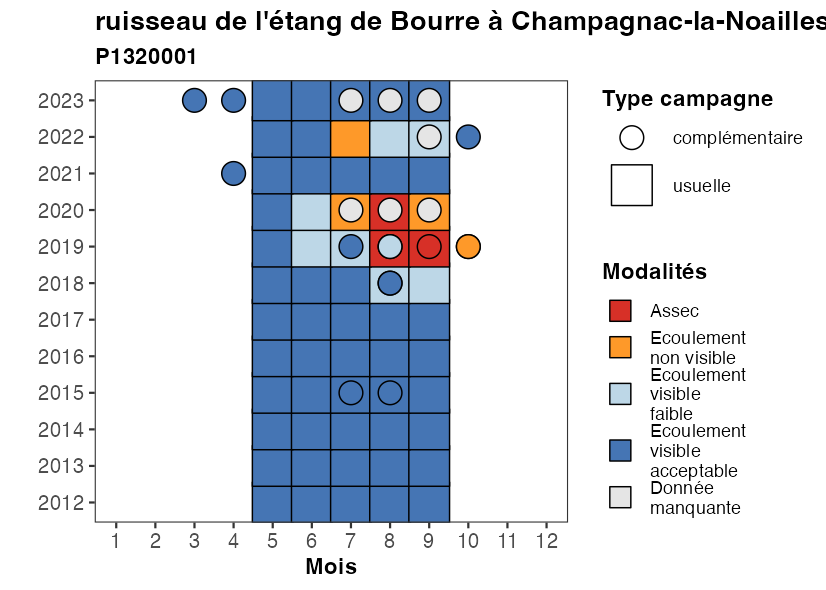 ruisseau de l'étang de Bourre à Champagnac-la-Noailles
P1320001
2023
2022
2021
2020
2019
2018
2017
2016
2015
2014
2013
2012
1 2 3 4 5 6 7 8 9 10 11 12
Mois
Type campagne
complémentaire
usuelle
Modalités
Assec
Ecoulement
non visible
Ecoulement
visible
faible
Ecoulement
visible
acceptable
Donnée
manquante